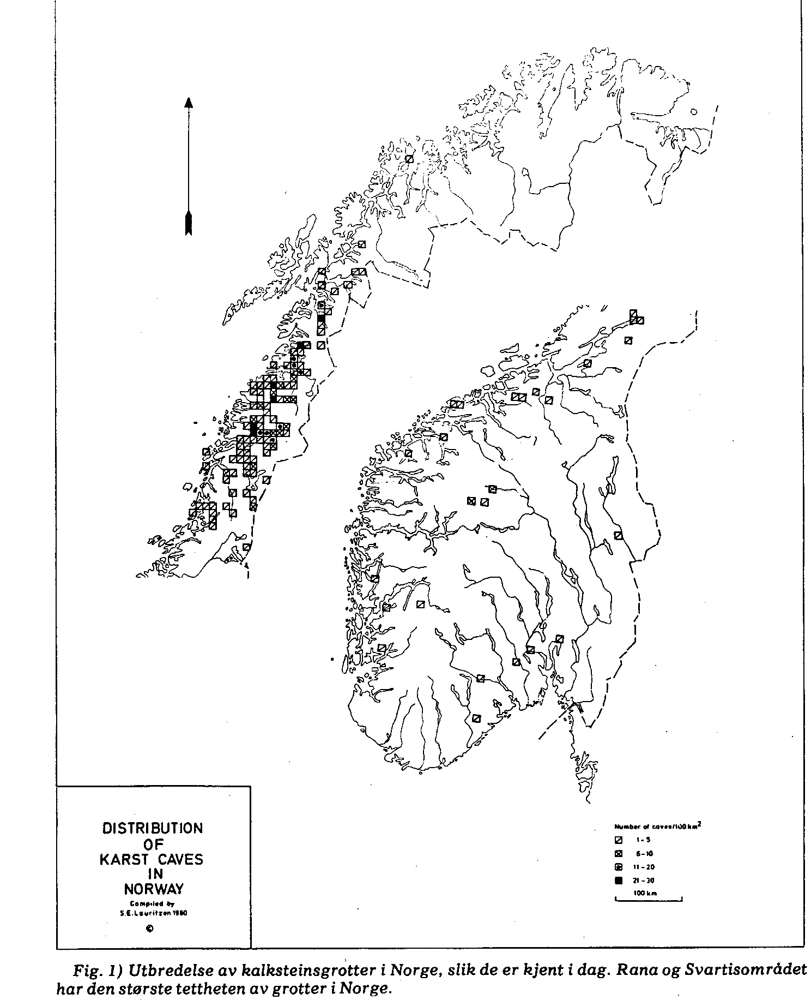 DISTRIBUTION
OF
KARST CAVES
IN
NORWAY
Compiled by
S.E.Lauritzen 1980
©
Number of caves/100 km²
1-5
6-10
11-20
21-30
100 km
Fig. 1) Utbredelse av kalksteinsgrotter i Norge, slik de er kjent i dag. Rana og Svartisområdet
har den største tettheten av grotter i Norge.